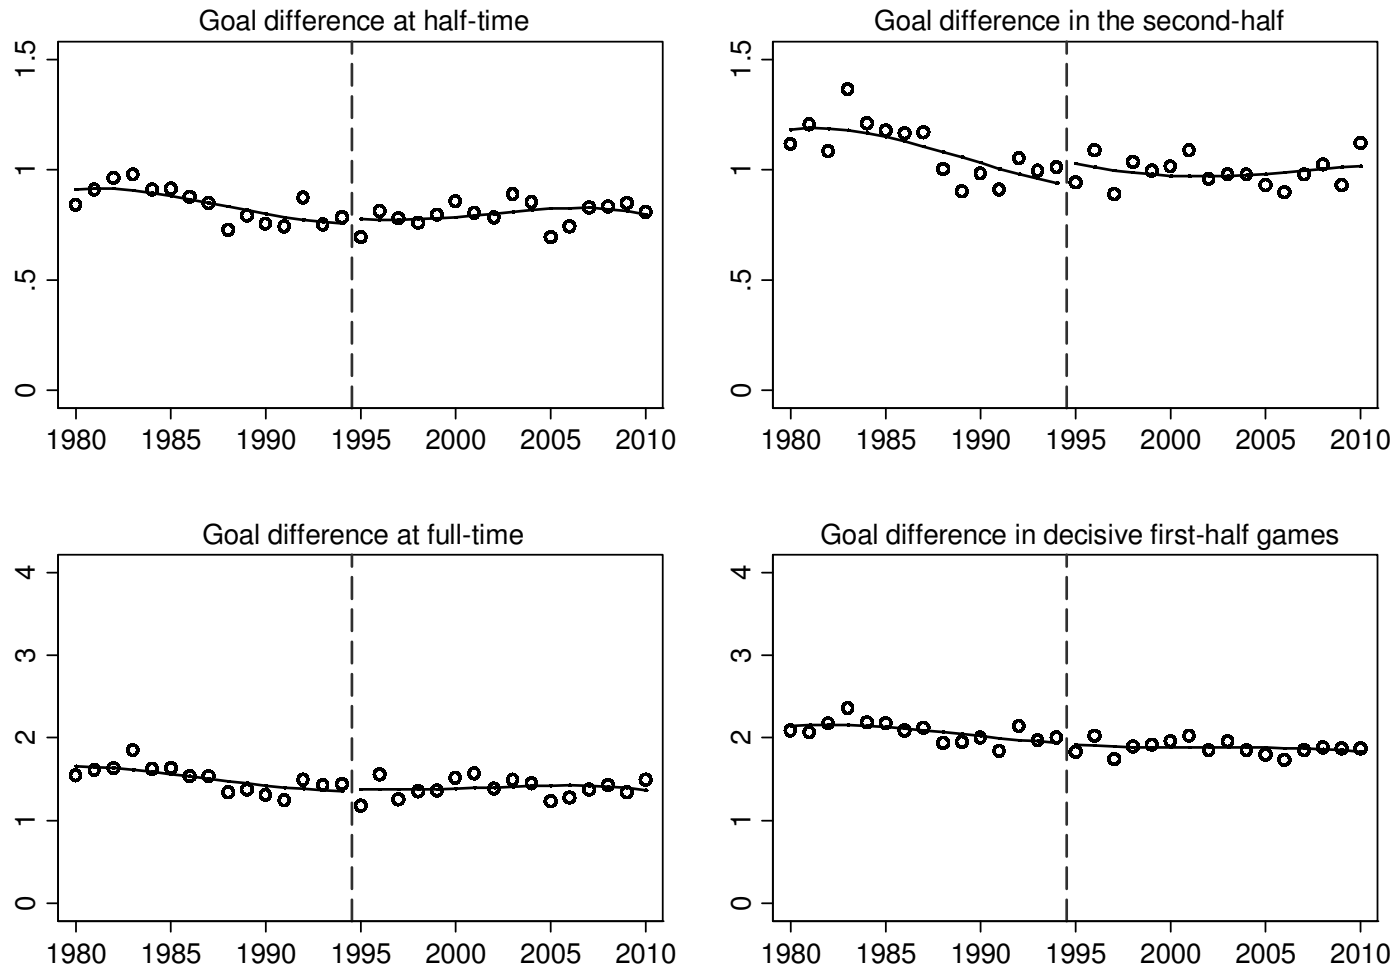 Goal difference at half-time
1.5
1
.5
0
1980 1985 1990 1995 2000 2005 2010
Goal difference in the second-half
1.5
1
.5
0
1980 1985 1990 1995 2000 2005 2010
Goal difference at full-time
4
3
2
1
0
1980 1985 1990 1995 2000 2005 2010
Goal difference in decisive first-half games
4
3
2
1
0
1980 1985 1990 1995 2000 2005 2010